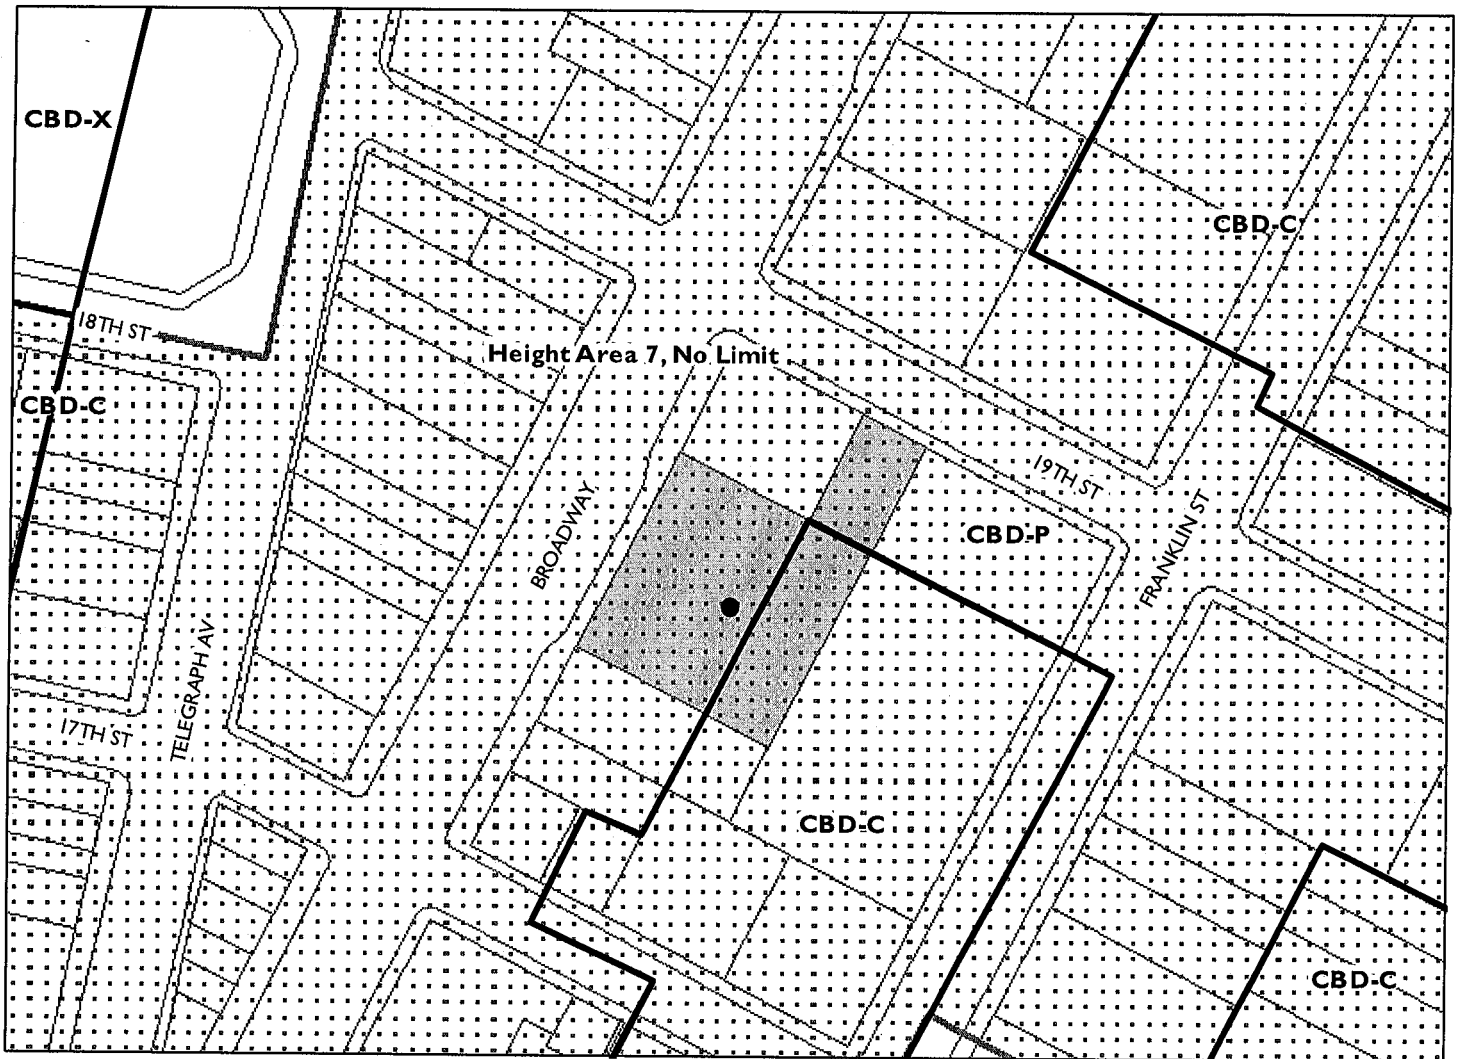 CBD-X
CBD-C
18TH ST
Height Area 7, No Limit
CBD-C
19TH ST
BROADWAY
FRANKLIN ST
CBD-P
TELEGRAPH AV
17TH ST
CBD-C
CBD-C